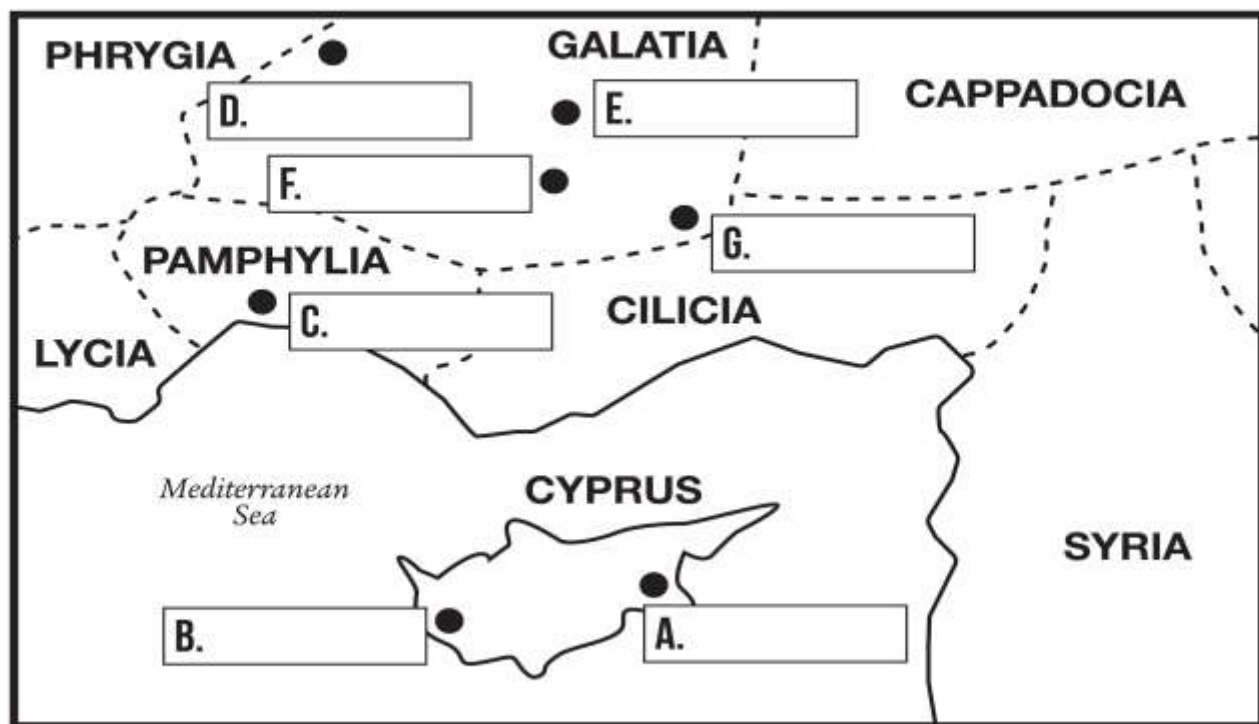 PHRYGIA
GALATIA
CAPPADOCIA
D.
E.
F.
G.
PAMPHYLIA
C.
CILICIA
LYCIA
Mediterranean
Sea
CYPRUS
SYRIA
B.
A.